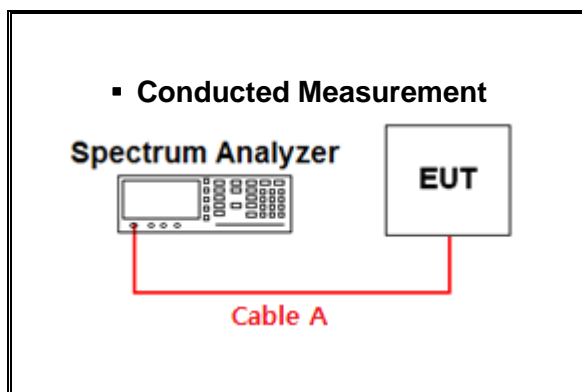 ▪ Conducted Measurement
Spectrum Analyzer
EUT
Cable A